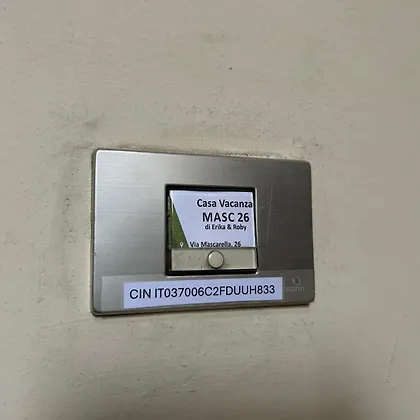 Casa Vacanza
MASC 26
di Erika & Roby
Via Mascarella, 26
CIN IT037006C2FDUUH833